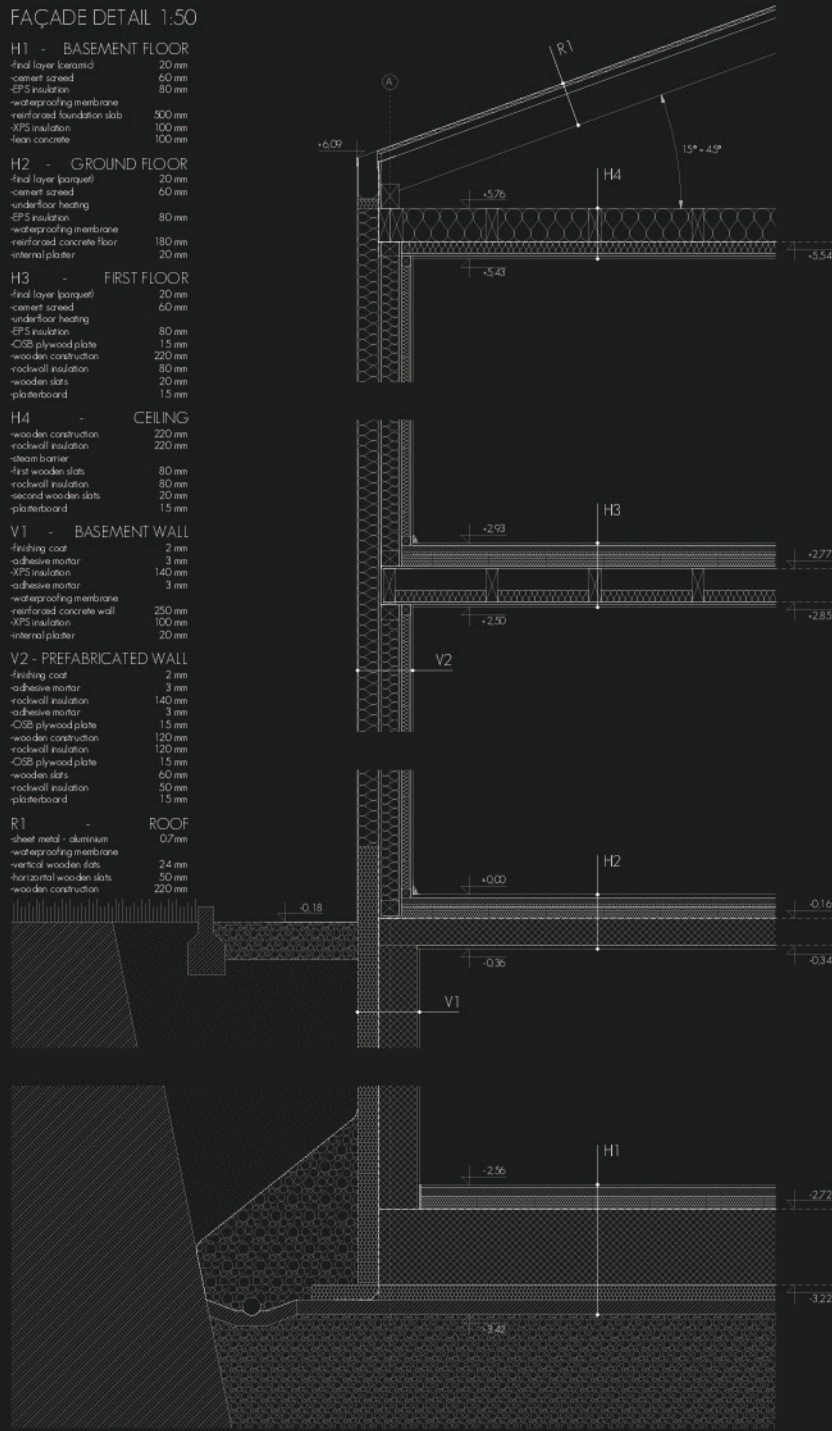 FAÇADE DETAIL 1:50
H1 - BASEMENT FLOOR
-final layer (ceramic) 20 mm
-cement screed 60 mm
-EPS insulation 80 mm
-waterproofing membrane
-reinforced foundation slab 500 mm
-XPS insulation 100 mm
-lean concrete 100 mm
H2 - GROUND FLOOR
-final layer (parquet) 20 mm
-cement screed 60 mm
-underfloor heating
-EPS insulation 80 mm
-waterproofing membrane
-reinforced concrete floor 180 mm
-internal plaster 20 mm
H3 - FIRST FLOOR
-final layer (parquet) 20 mm
-cement screed 60 mm
-underfloor heating
-EPS insulation 80 mm
-OSB plywood plate 15 mm
-wooden construction 220 mm
-rockwoll insulation 80 mm
-wooden slats 20 mm
-plasterboard 15 mm
H4 - CEILING
-wooden construction 220 mm
-rockwoll insulation 220 mm
-steam barrier
-first wooden slats 80 mm
-rockwoll insulation 80 mm
-second wooden slats 20 mm
-plasterboard 15 mm
V1 - BASEMENT WALL
-finishing coat 2 mm
-adhesive mortar 3 mm
-XPS insulation 140 mm
-adhesive mortar 3 mm
-waterproofing membrane
-reinforced concrete wall 250 mm
-XPS insulation 100 mm
-internal plaster 20 mm
V2 - PREFABRICATED WALL
-finishing coat 2 mm
-adhesive mortar 3 mm
-rockwoll insulation 140 mm
-adhesive mortar 3 mm
-OSB plywood plate 15 mm
-wooden construction 120 mm
-rockwoll insulation 120 mm
-OSB plywood plate 15 mm
-wooden slats 60 mm
-rockwoll insulation 50 mm
-plasterboard 15 mm
R1 - ROOF
-sheet metal - aluminium 0.7mm
-waterproofing membrane
-vertical wooden slats 24 mm
-horizontal wooden slats 50 mm
-wooden construction 220 mm
R1
A
+6,09
15° - 45°
H4
+5,76
+5,54
+5,43
H3
+2,93
+2,77
+2,85
+2,50
V2
H2
+0,00
-0,16
-0,18
-0,34
-0,36
V1
H1
-2,56
-2,72
-3,22
-3,42